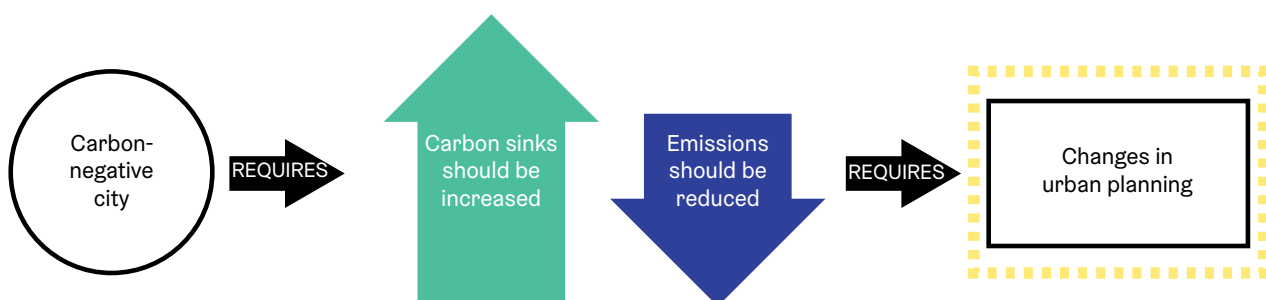 Carbon-
negative
city
REQUIRES
Carbon sinks
should be
increased
Emissions
should be
reduced
REQUIRES
Changes in
urban planning